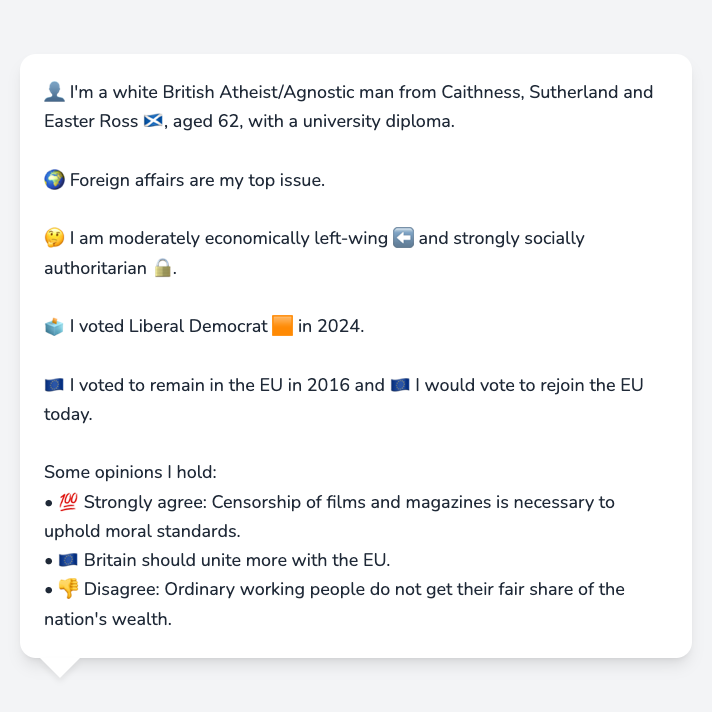 👤 I'm a white British Atheist/Agnostic man from Caithness, Sutherland and
Easter Ross 🏴󠁧󠁢󠁳󠁣󠁴󠁿, aged 62, with a university diploma.
🌍 Foreign affairs are my top issue.
🤔 I am moderately economically left-wing ⬅️ and strongly socially
authoritarian 🔒.
🗳️ I voted Liberal Democrat 🟧 in 2024.
🇪🇺 I voted to remain in the EU in 2016 and 🇪🇺 I would vote to rejoin the EU
today.
Some opinions I hold:
• 💯 Strongly agree: Censorship of films and magazines is necessary to
uphold moral standards.
• 🇪🇺 Britain should unite more with the EU.
• 👎 Disagree: Ordinary working people do not get their fair share of the
nation's wealth.